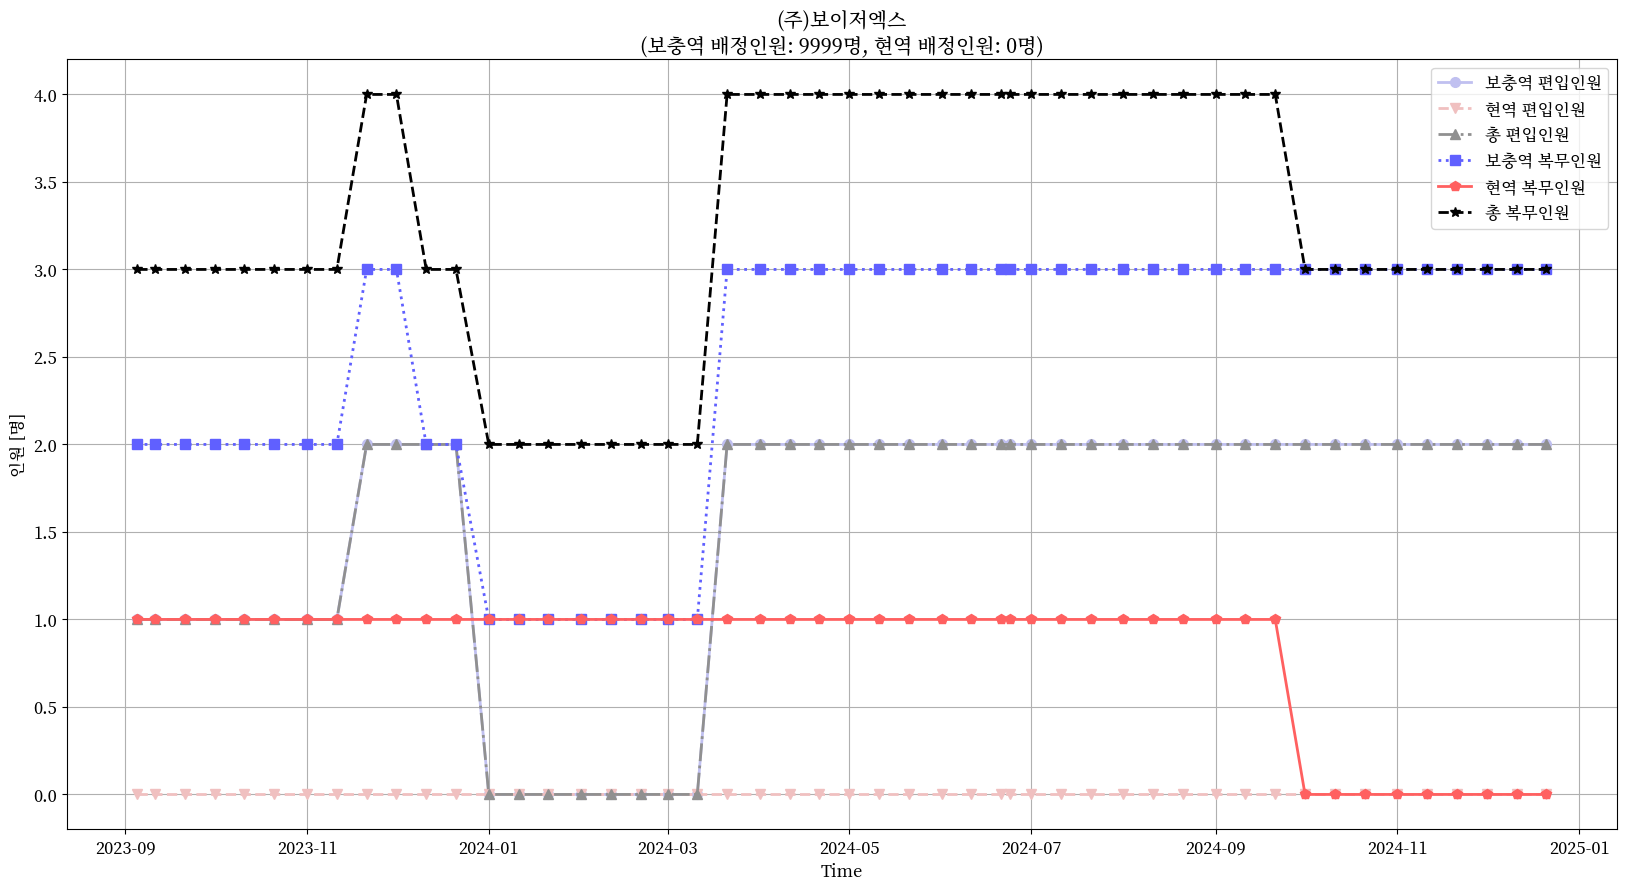 (주)보이저엑스
(보충역 배정인원: 9999명, 현역 배정인원: 0명)
보충역 편입인원
현역 편입인원
총 편입인원
보충역 복무인원
현역 복무인원
총 복무인원
4.0
3.5
3.0
2.5
2.0
1.5
1.0
0.5
0.0
인원 [명]
2023-09 2023-11 2024-01 2024-03 2024-05 2024-07 2024-09 2024-11 2025-01
Time